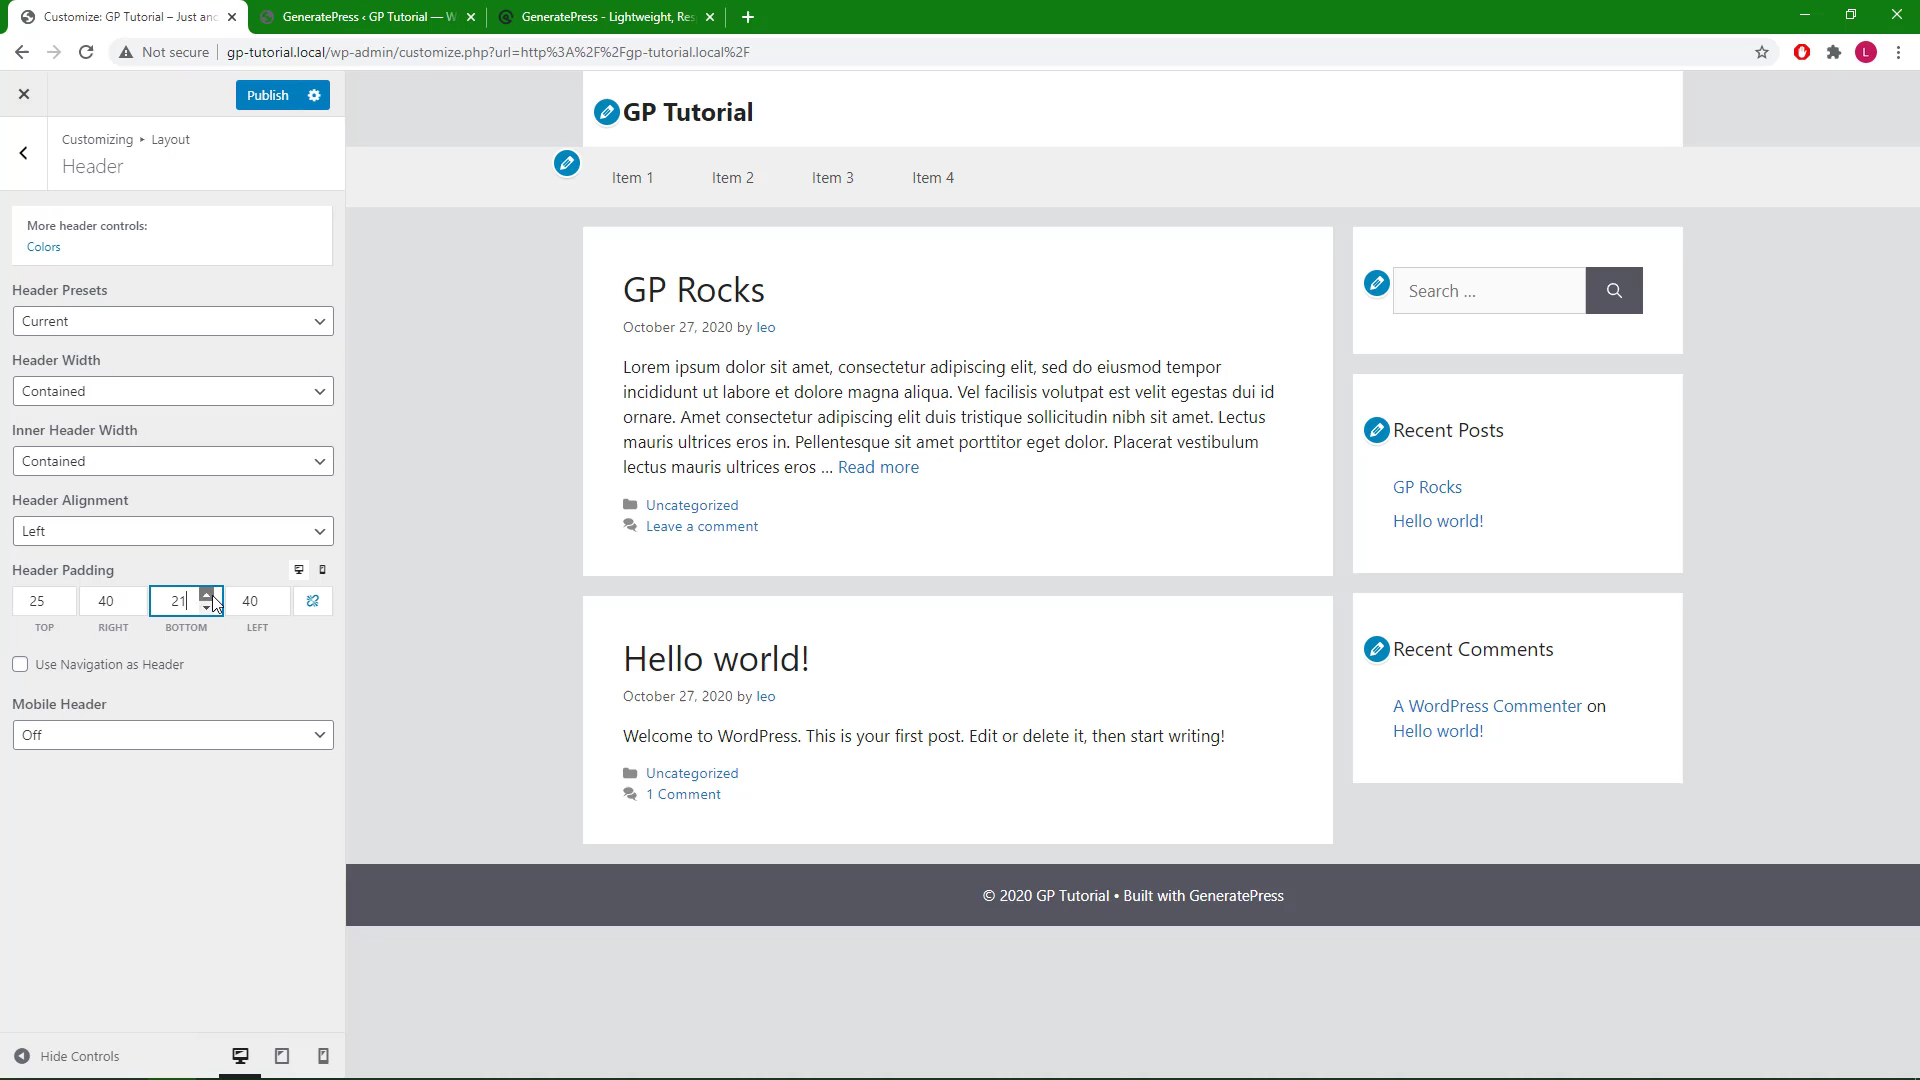 Customize: GP Tutorial – Just an
GeneratePress ‹ GP Tutorial — W
GeneratePress - Lightweight, Res
Not secure
gp-tutorial.local/wp-admin/customize.php?url=http%3A%2F%2Fgp-tutorial.local%2F
L
Publish
Customizing ▸ Layout
Header
More header controls:
Colors
Header Presets
Current
Header Width
Contained
Inner Header Width
Contained
Header Alignment
Left
Header Padding
25 40 21 40
TOP RIGHT BOTTOM LEFT
Use Navigation as Header
Mobile Header
Off
Hide Controls
GP Tutorial
Item 1 Item 2 Item 3 Item 4
GP Rocks
October 27, 2020 by leo
Lorem ipsum dolor sit amet, consectetur adipiscing elit, sed do eiusmod tempor
incididunt ut labore et dolore magna aliqua. Vel facilisis volutpat est velit egestas dui id
ornare. Amet consectetur adipiscing elit duis tristique sollicitudin nibh sit amet. Lectus
mauris ultrices eros in. Pellentesque sit amet porttitor eget dolor. Placerat vestibulum
lectus mauris ultrices eros ... Read more
Uncategorized
Leave a comment
Hello world!
October 27, 2020 by leo
Welcome to WordPress. This is your first post. Edit or delete it, then start writing!
Uncategorized
1 Comment
Search ...
Recent Posts
GP Rocks
Hello world!
Recent Comments
A WordPress Commenter on
Hello world!
© 2020 GP Tutorial • Built with GeneratePress